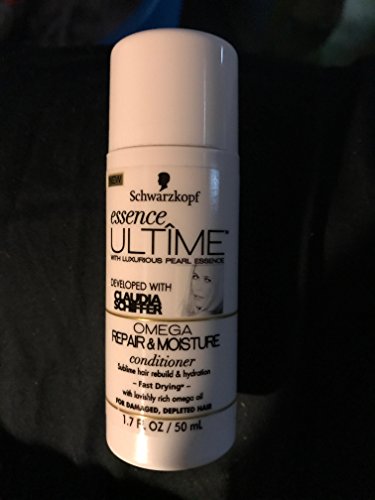 NEW
Schwarzkopf
essence
ULTÎME™
WITH LUXURIOUS PEARL ESSENCE
DEVELOPED WITH
CLAUDIA
SCHIFFER
OMEGA
REPAIR & MOISTURE
conditioner
Sublime hair rebuild & hydration
– Fast Drying* –
with lavishly rich omega oil
FOR DAMAGED, DEPLETED HAIR
1.7 FL OZ / 50 mL